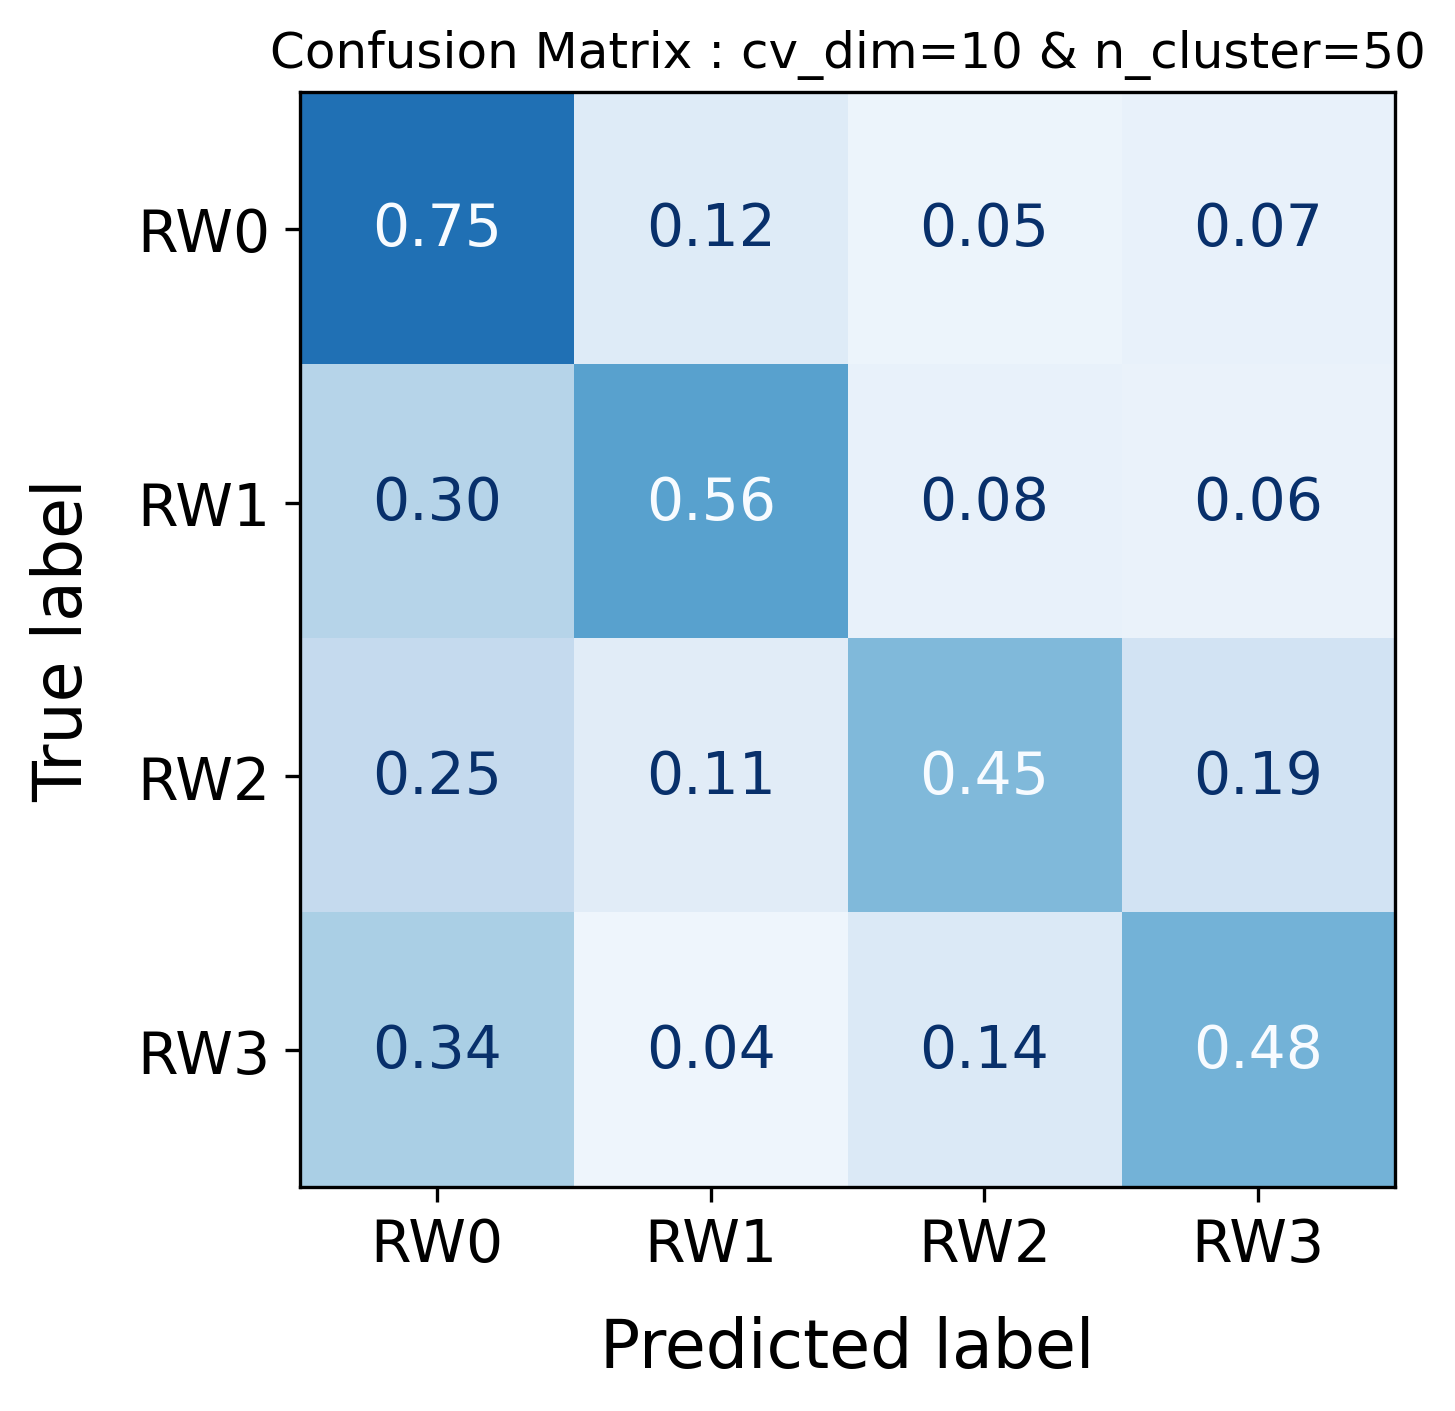 Confusion Matrix : cv_dim=10 & n_cluster=50
True label
RW0 0.75 0.12 0.05 0.07
RW1 0.30 0.56 0.08 0.06
RW2 0.25 0.11 0.45 0.19
RW3 0.34 0.04 0.14 0.48
RW0 RW1 RW2 RW3
Predicted label